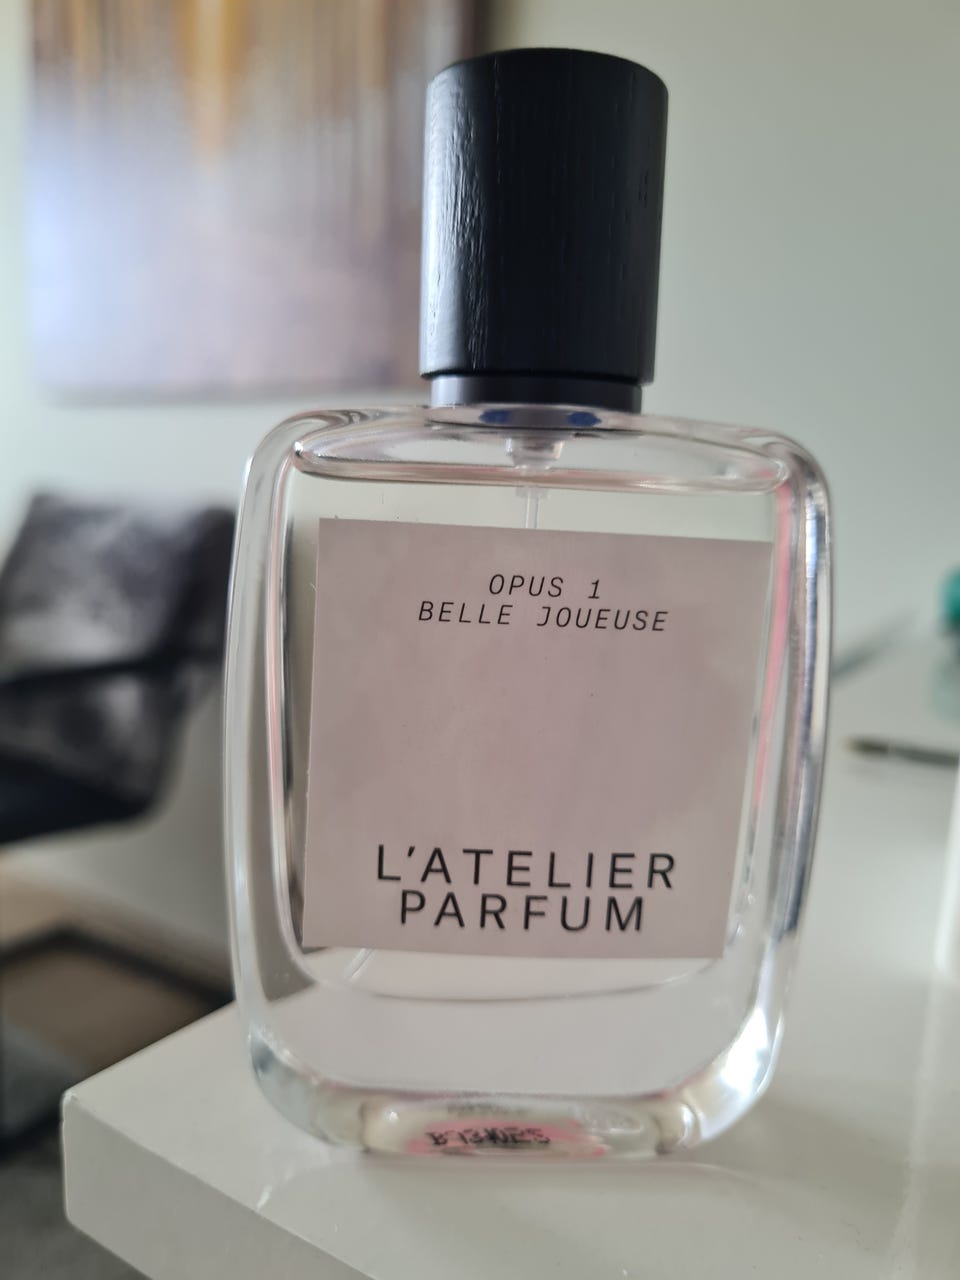 OPUS 1
BELLE JOUEUSE
L'ATELIER
PARFUM